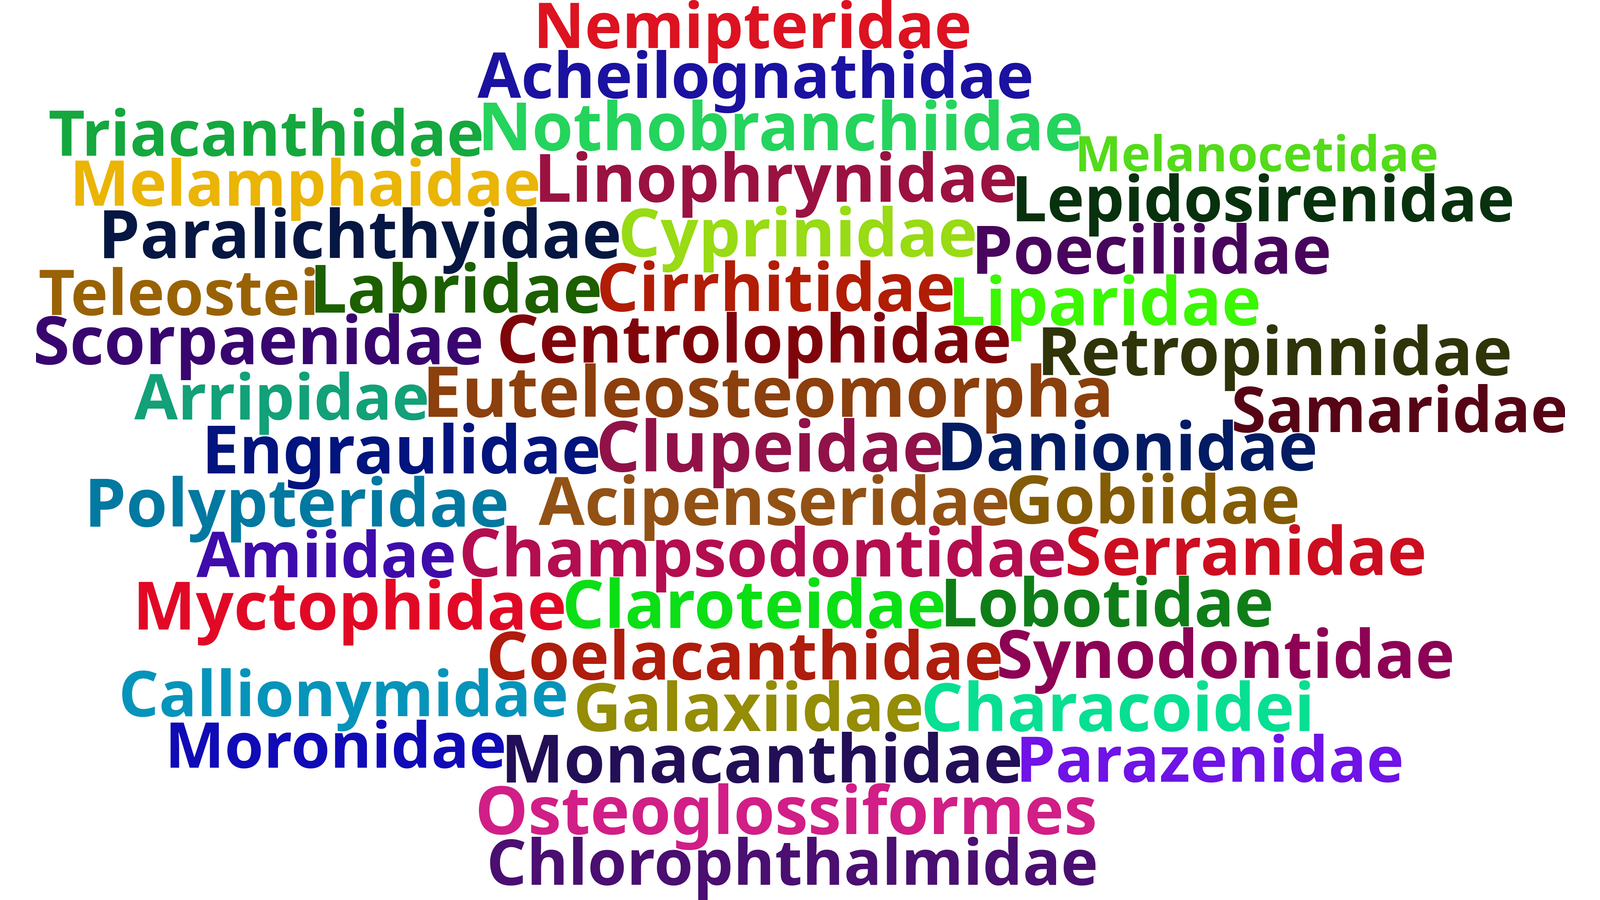 Nemipteridae
Acheilognathidae
Triacanthidae Nothobranchiidae Melanocetidae
Melamphaidae Linophrynidae Lepidosirenidae
Paralichthyidae Cyprinidae Poeciliidae
Teleostei Labridae Cirrhitidae Liparidae
Scorpaenidae Centrolophidae Retropinnidae
Arripidae Euteleosteomorpha Samaridae
Engraulidae Clupeidae Danionidae
Polypteridae Acipenseridae Gobiidae
Amiidae Champsodontidae Serranidae
Myctophidae Claroteidae Lobotidae
Coelacanthidae Synodontidae
Callionymidae Galaxiidae Characoidei
Moronidae Monacanthidae Parazenidae
Osteoglossiformes
Chlorophthalmidae